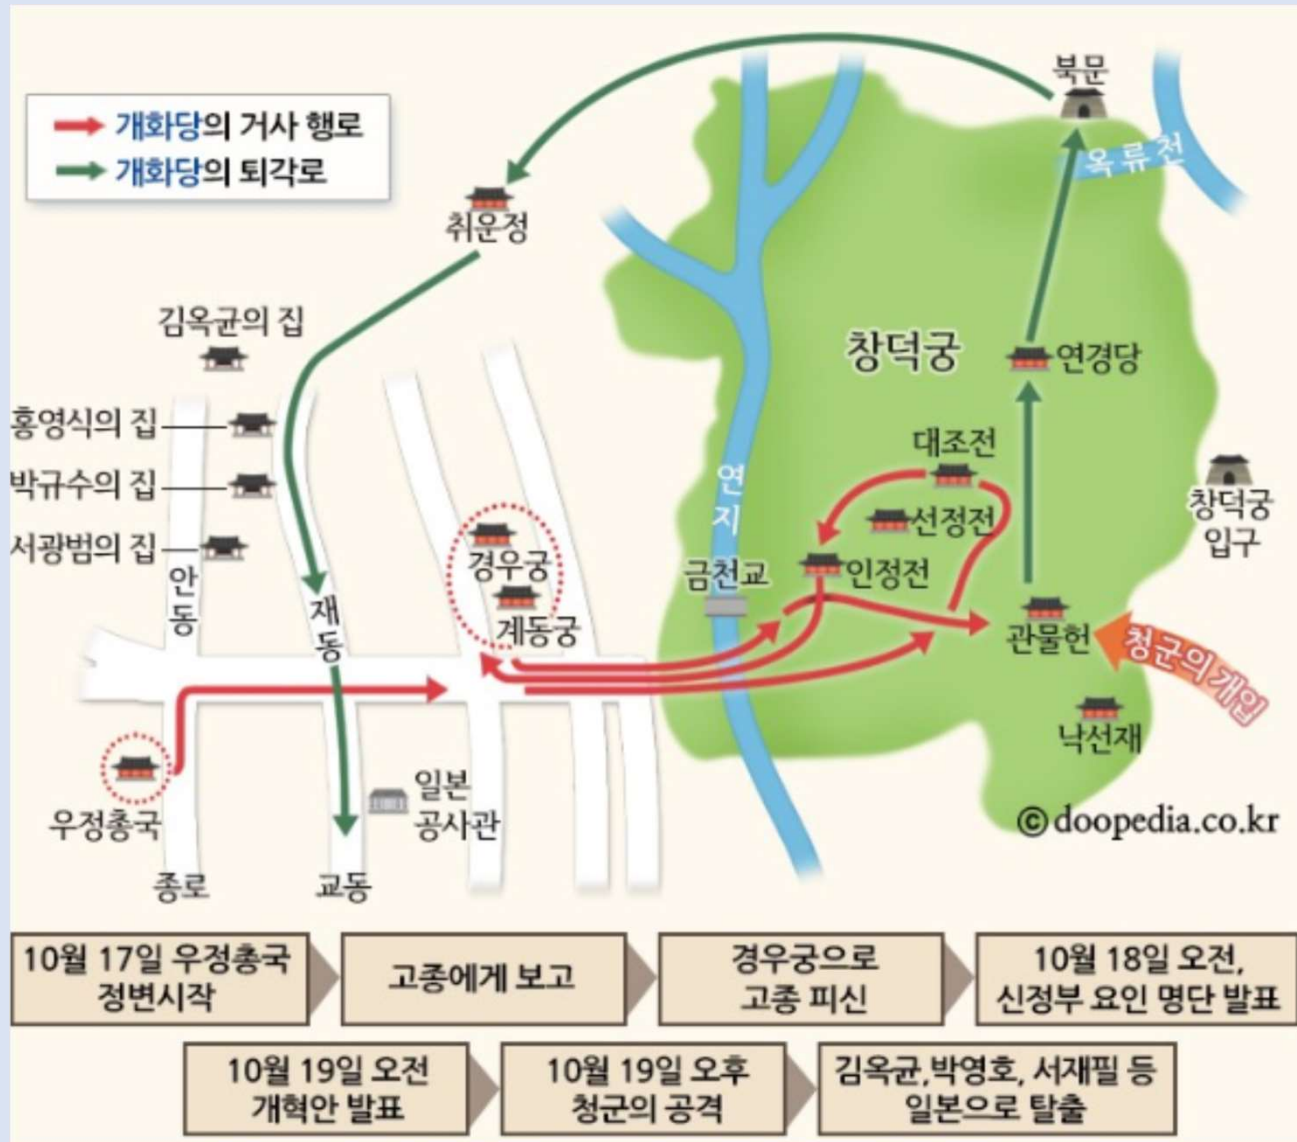 개화당의 거사 행로
개화당의 퇴각로
북문
옥류천
취운정
김옥균의 집
창덕궁
연경당
홍영식의 집
대조전
박규수의 집
연지
선정전
창덕궁
입구
서광범의 집
경우궁
금천교
인정전
안동
계동궁
재동
관물헌
청군의 개입
낙선재
일본
공사관
우정총국
종로
교동
©doopedia.co.kr
10월 17일 우정총국
정변시작
고종에게 보고
경우궁으로
고종 피신
10월 18일 오전,
신정부 요인 명단 발표
10월 19일 오전
개혁안 발표
10월 19일 오후
청군의 공격
김옥균,박영호, 서재필 등
일본으로 탈출